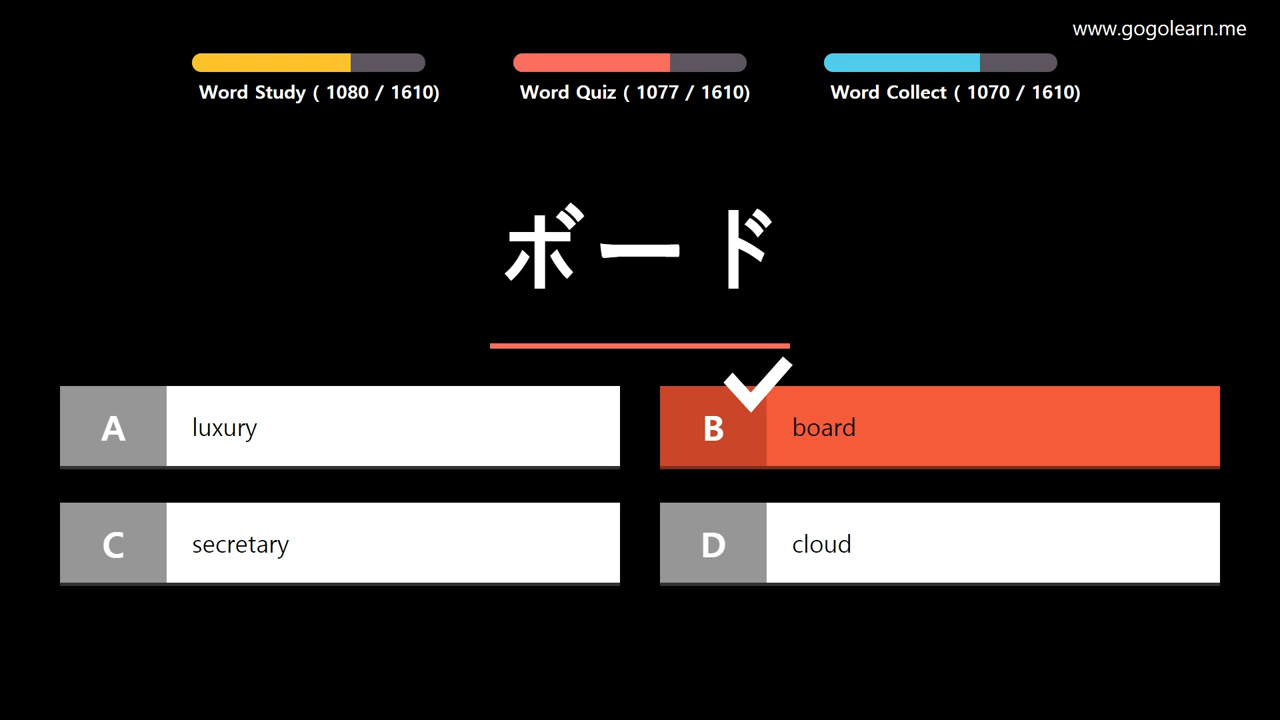 www.gogolearn.me
Word Study ( 1080 / 1610)
Word Quiz ( 1077 / 1610)
Word Collect ( 1070 / 1610)
ボード
A luxury
B board
C secretary
D cloud